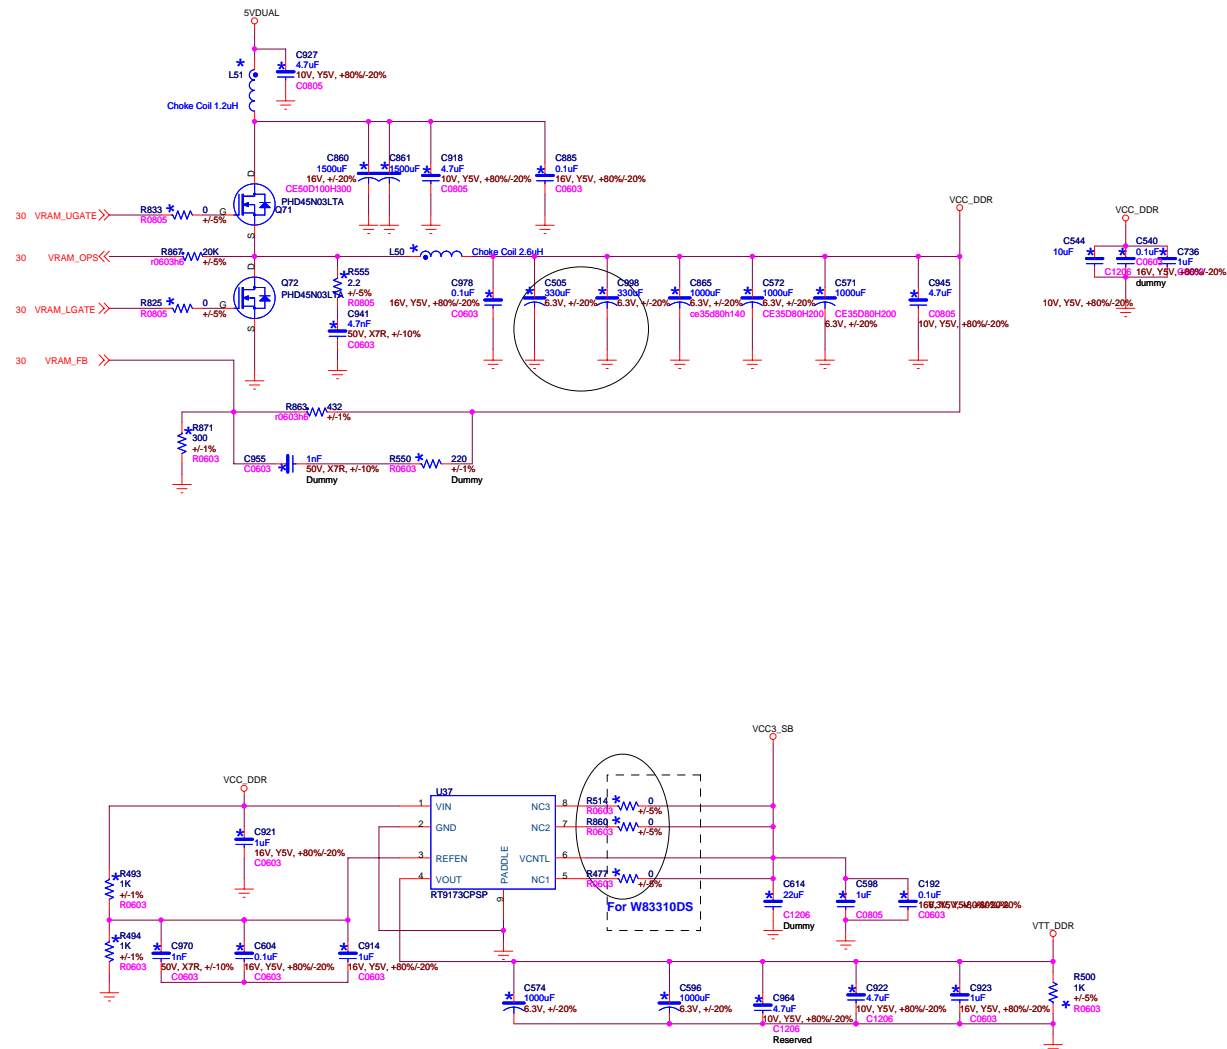 5VDUAL
C927
4.7uF
10V, Y5V, +80%/-20%
C0805
L51
Choke Coil 1.2uH
C860
1500uF
16V, +/-20%
CE50D100H300
C861
1500uF
C918
4.7uF
10V, Y5V, +80%/-20%
C0805
C885
0.1uF
16V, Y5V, +80%/-20%
C0603
D
PHD45N03LTA
Q71
G
S
30 VRAM_UGATE
R833
0
R0805
+/-5%
30 VRAM_OPS
R867
20K
r0603h6
+/-5%
D
Q72
PHD45N03LTA
G
S
30 VRAM_LGATE
R825
0
R0805
+/-5%
30 VRAM_FB
L50
Choke Coil 2.6uH
R555
2.2
+/-5%
R0805
C941
4.7nF
50V, X7R, +/-10%
C0603
C978
0.1uF
16V, Y5V, +80%/-20%
C0603
C505
330uF
6.3V, +/-20%
C998
330uF
6.3V, +/-20%
C865
1000uF
6.3V, +/-20%
ce35d80h140
C572
1000uF
6.3V, +/-20%
CE35D80H200
C571
1000uF
CE35D80H200
6.3V, +/-20%
C945
4.7uF
C0805
10V, Y5V, +80%/-20%
VCC_DDR
VCC_DDR
C544
10uF
C1206
10V, Y5V, +80%/-20%
C540
0.1uF
C0603
16V, Y5V, +80%/-20%
dummy
C736
1uF
R863
432
r0603h6
+/-1%
R871
300
+/-1%
R0603
C955
C0603
1nF
50V, X7R, +/-10%
Dummy
R550
R0603
220
+/-1%
Dummy
VCC3_SB
VCC_DDR
U37
1 VIN
2 GND
3 REFEN
4 VOUT
NC3 8
NC2 7
VCNTL 6
NC1 5
PADDLE
9
RT9173CPSP
R514
0
R0603
+/-5%
R860
0
R0603
+/-5%
R477
0
R0603
+/-5%
For W83310DS
C921
1uF
16V, Y5V, +80%/-20%
C0603
R493
1K
+/-1%
R0603
R494
1K
+/-1%
R0603
C970
1nF
50V, X7R, +/-10%
C0603
C604
0.1uF
16V, Y5V, +80%/-20%
C0603
C914
1uF
16V, Y5V, +80%/-20%
C0603
C614
22uF
C1206
Dummy
C598
1uF
C0805
C192
0.1uF
C0603
VTT_DDR
C574
1000uF
6.3V, +/-20%
C596
1000uF
6.3V, +/-20%
C964
4.7uF
10V, Y5V, +80%/-20%
C1206
Reserved
C922
4.7uF
10V, Y5V, +80%/-20%
C1206
C923
1uF
16V, Y5V, +80%/-20%
C0603
R500
1K
+/-5%
R0603